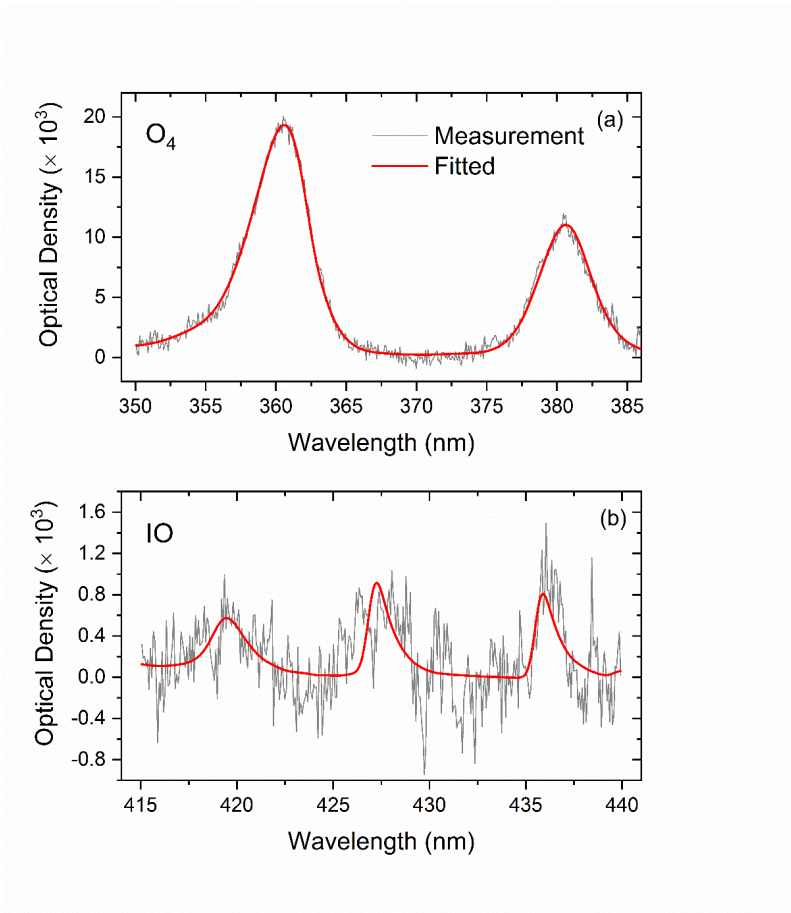 (a)
O₄
Measurement
Fitted
Optical Density (× 10³)
20
15
10
5
0
350 355 360 365 370 375 380 385
Wavelength (nm)
(b)
IO
Optical Density (× 10³)
1.6
1.2
0.8
0.4
0.0
-0.4
-0.8
415 420 425 430 435 440
Wavelength (nm)